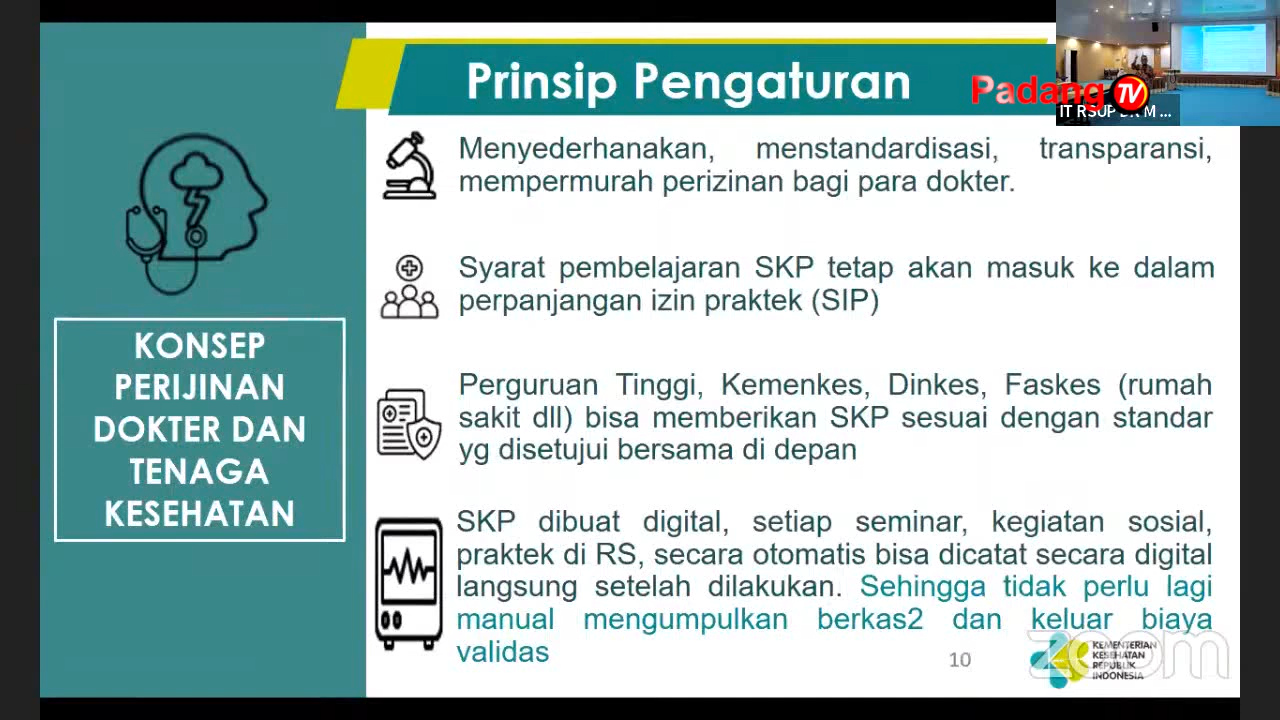 Prinsip Pengaturan
Padang TV
IT RSUP DR M ...
Menyederhanakan, menstandardisasi, transparansi,
mempermurah perizinan bagi para dokter.
Syarat pembelajaran SKP tetap akan masuk ke dalam
perpanjangan izin praktek (SIP)
KONSEP
PERIJINAN
DOKTER DAN
TENAGA
KESEHATAN
Perguruan Tinggi, Kemenkes, Dinkes, Faskes (rumah
sakit dll) bisa memberikan SKP sesuai dengan standar
yg disetujui bersama di depan
SKP dibuat digital, setiap seminar, kegiatan sosial,
praktek di RS, secara otomatis bisa dicatat secara digital
langsung setelah dilakukan. Sehingga tidak perlu lagi
manual mengumpulkan berkas2 dan keluar biaya
validas
10
KEMENTERIAN
KESEHATAN
REPUBLIK
INDONESIA
zoom